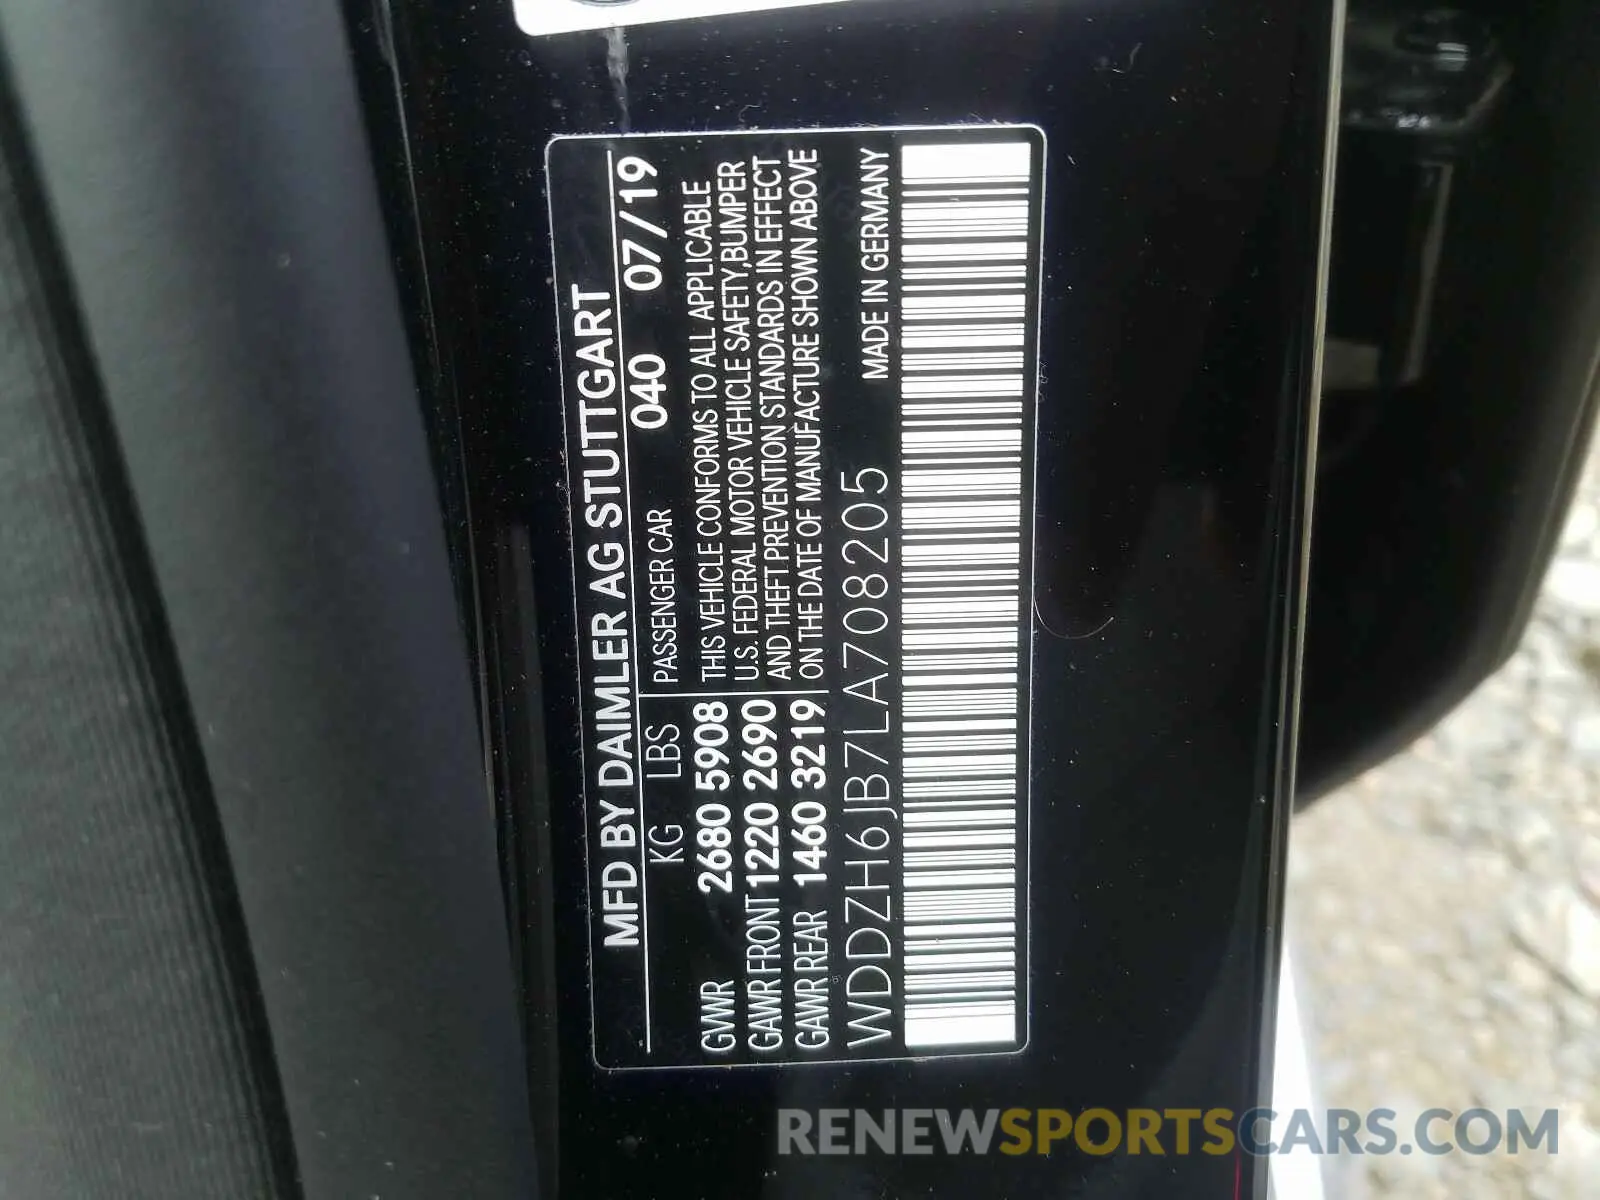 MFD BY DAIMLER AG STUTTGART
KG LBS PASSENGER CAR 040 07/19
GVWR 2680 5908 THIS VEHICLE CONFORMS TO ALL APPLICABLE
GAWR FRONT 1220 2690 U.S. FEDERAL MOTOR VEHICLE SAFETY,BUMPER
GAWR REAR 1460 3219 AND THEFT PREVENTION STANDARDS IN EFFECT
ON THE DATE OF MANUFACTURE SHOWN ABOVE
WDDZH6JB7LA708205 MADE IN GERMANY
RENEWSPORTSCARS.COM